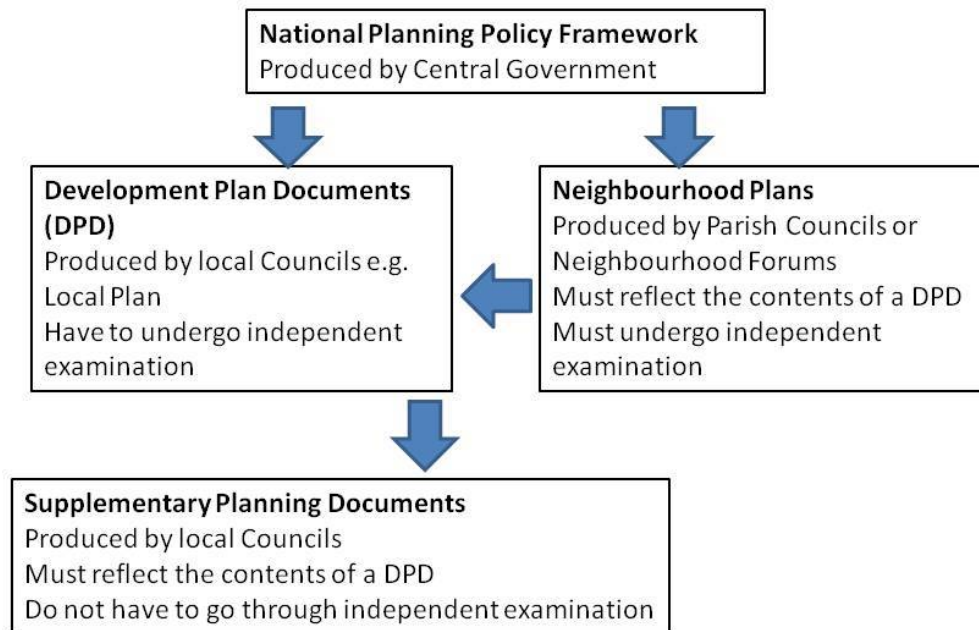 National Planning Policy Framework
Produced by Central Government
Development Plan Documents
(DPD)
Produced by local Councils e.g.
Local Plan
Have to undergo independent
examination
Neighbourhood Plans
Produced by Parish Councils or
Neighbourhood Forums
Must reflect the contents of a DPD
Must undergo independent
examination
Supplementary Planning Documents
Produced by local Councils
Must reflect the contents of a DPD
Do not have to go through independent examination